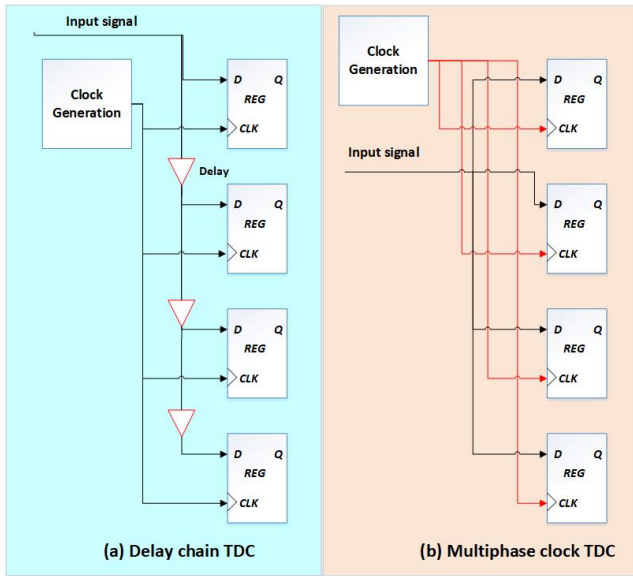 Input signal
Clock
Generation
D Q
REG
CLK
Delay
D Q
REG
CLK
D Q
REG
CLK
D Q
REG
CLK
(a) Delay chain TDC
Clock
Generation
D Q
REG
CLK
Input signal
D Q
REG
CLK
D Q
REG
CLK
D Q
REG
CLK
(b) Multiphase clock TDC